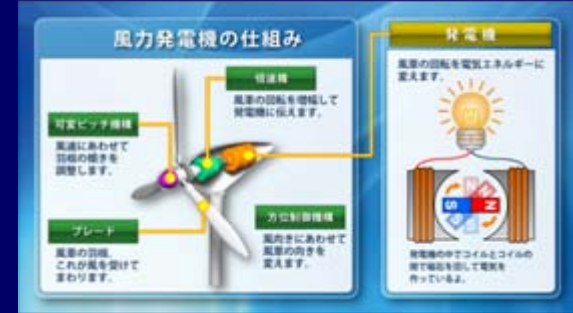 風力発電機の仕組み
倍速機
風車の回転を増幅して
発電機に伝えます。
可変ピッチ機構
風速にあわせて
羽根の傾きを
調整します。
ブレード
風車の羽根。
これが風を受けて
まわります。
方位制御機構
風向きにあわせて
風車の向きを
変えます。
発電機
風車の回転を電気エネルギーに
変えます。
S
N
発電機の中でコイルとコイルの
間で磁石を回して電気を
作っているよ。